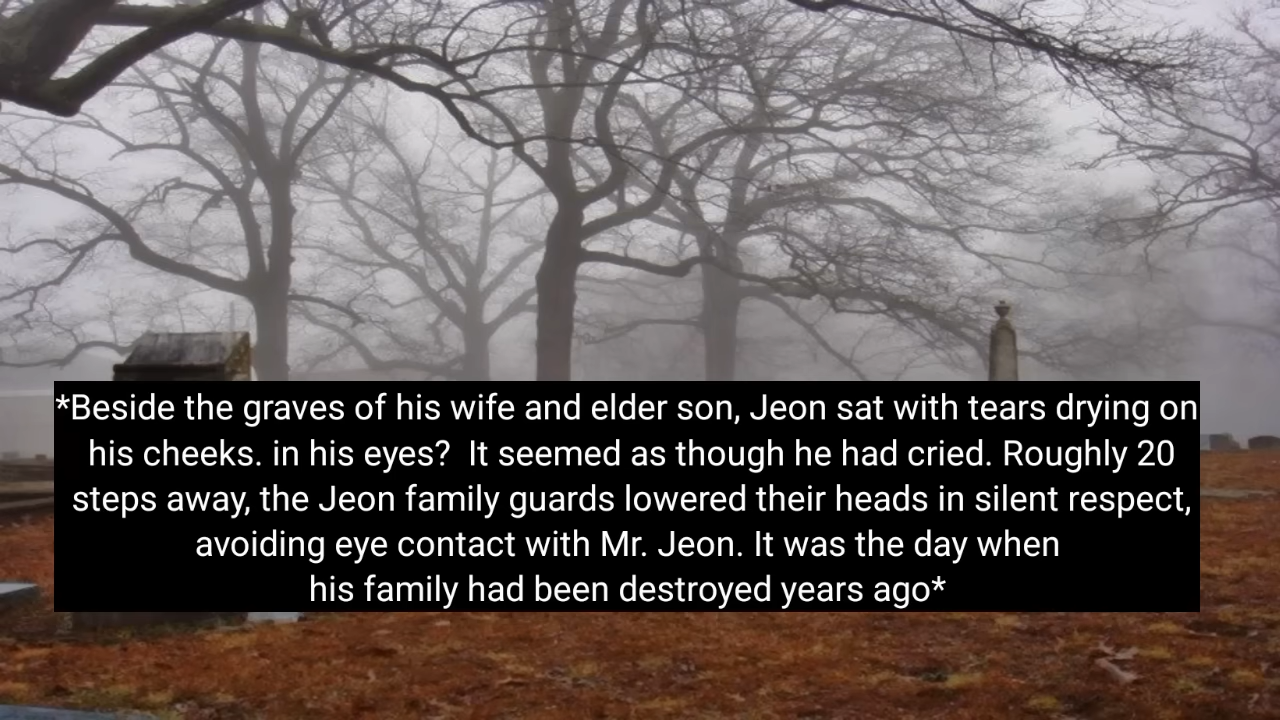 *Beside the graves of his wife and elder son, Jeon sat with tears drying on
his cheeks. in his eyes?  It seemed as though he had cried. Roughly 20
steps away, the Jeon family guards lowered their heads in silent respect,
avoiding eye contact with Mr. Jeon. It was the day when
his family had been destroyed years ago*